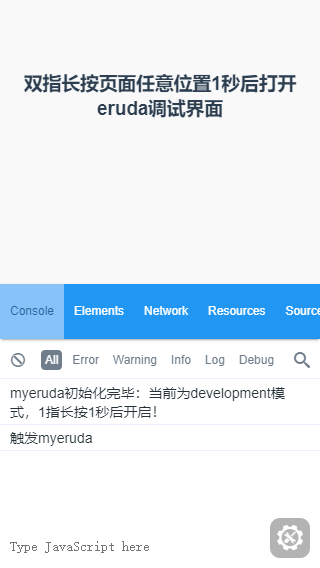 双指长按页面任意位置1秒后打开
eruda调试界面
Console Elements Network Resources Source
All Error Warning Info Log Debug
myeruda初始化完毕：当前为development模
式，1指长按1秒后开启！
触发myeruda
Type JavaScript here